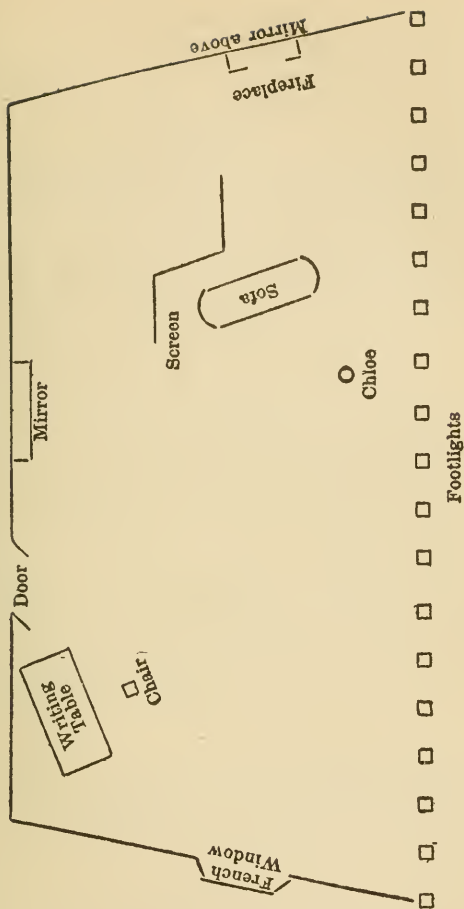 Mirror above
Fireplace
Mirror
Screen
Sofa
Door
Writing
Table
Chair
Chloe
French
Window
Footlights